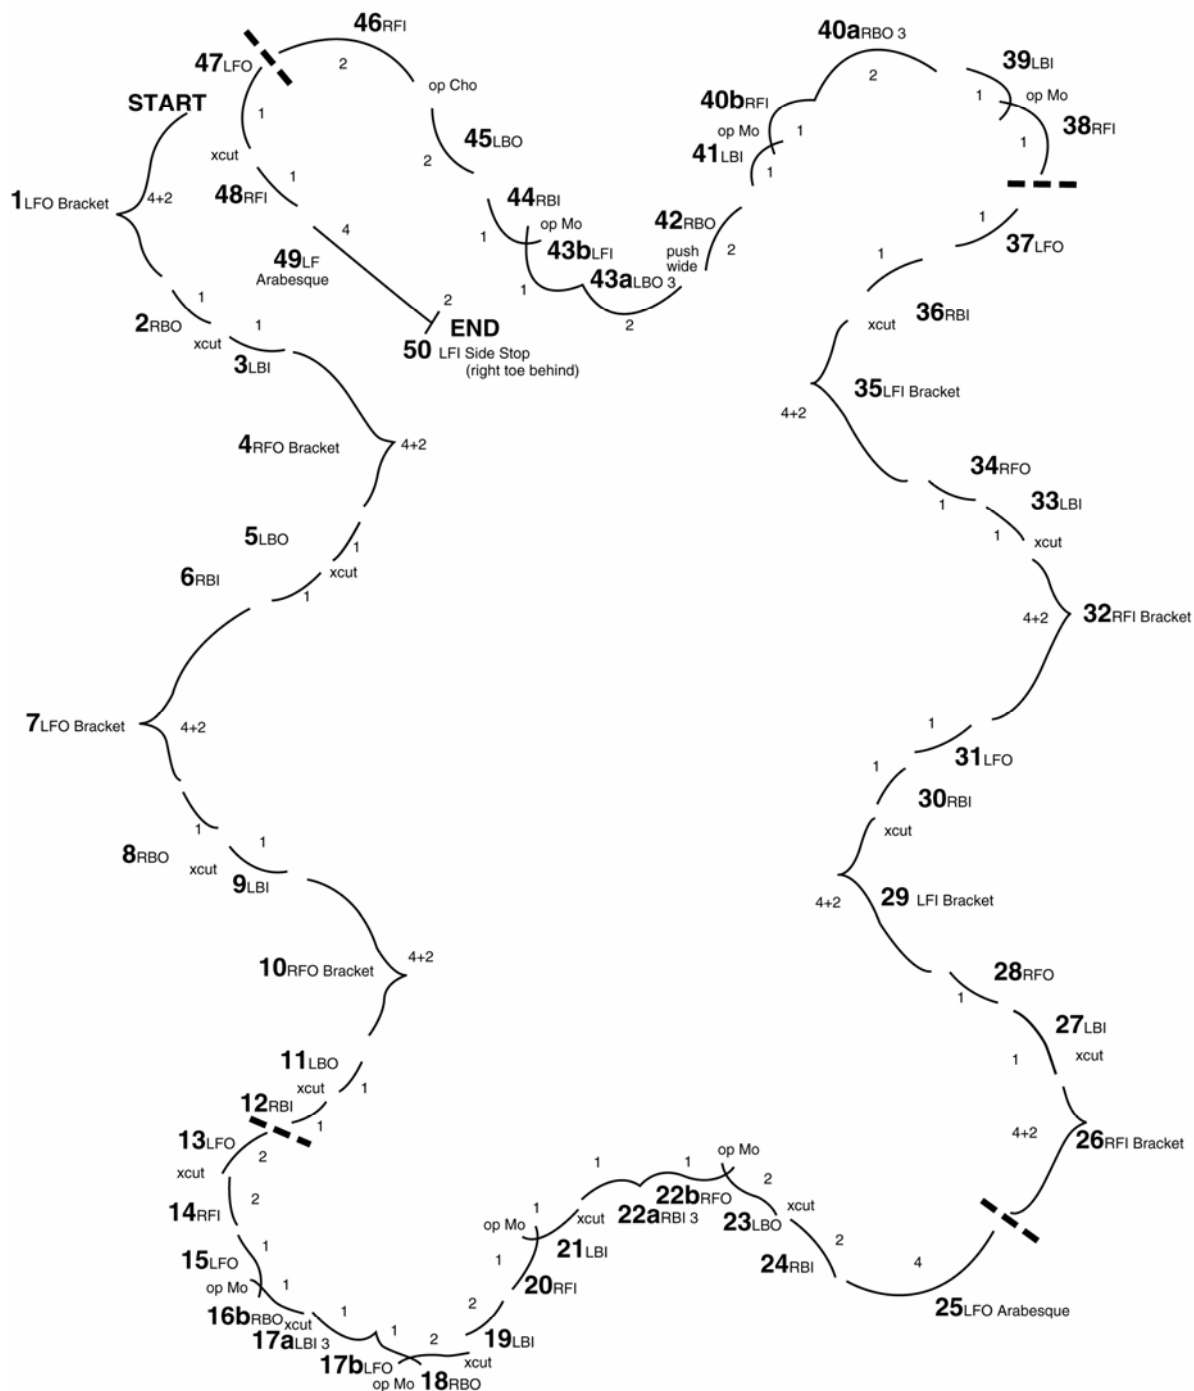 START
1LFO Bracket
4+2
2RBO
1
xcut
3LBI
1
4RFO Bracket
4+2
5LBO
1
xcut
6RBI
1
7LFO Bracket
4+2
8RBO
1
xcut
9LBI
1
10RFO Bracket
4+2
11LBO
1
xcut
12RBI
1
13LFO
2
xcut
14RFI
2
15LFO
1
op Mo
16bRBO
1
xcut
17aLBI 3
1
17bLFO
1
op Mo
18RBO
2
xcut
19LBI
2
20RFI
1
op Mo
21LBI
1
xcut
22aRBI 3
1
22bRFO
1
op Mo
23LBO
2
xcut
24RBI
2
25LFO Arabesque
4
26RFI Bracket
4+2
27LBI
1
xcut
28RFO
1
29 LFI Bracket
4+2
xcut
30RBI
1
31LFO
1
32RFI Bracket
4+2
xcut
33LBI
1
34RFO
1
35LFI Bracket
4+2
xcut
36RBI
1
37LFO
1
38RFI
1
op Mo
39LBI
1
40aRBO 3
2
40bRFI
1
op Mo
41LBI
1
42RBO
2
push
wide
43aLBO 3
2
43bLFI
1
op Mo
44RBI
1
45LBO
2
op Cho
46RFI
2
47LFO
1
xcut
48RFI
1
49LF
Arabesque
4
2
END
50 LFI Side Stop
(right toe behind)